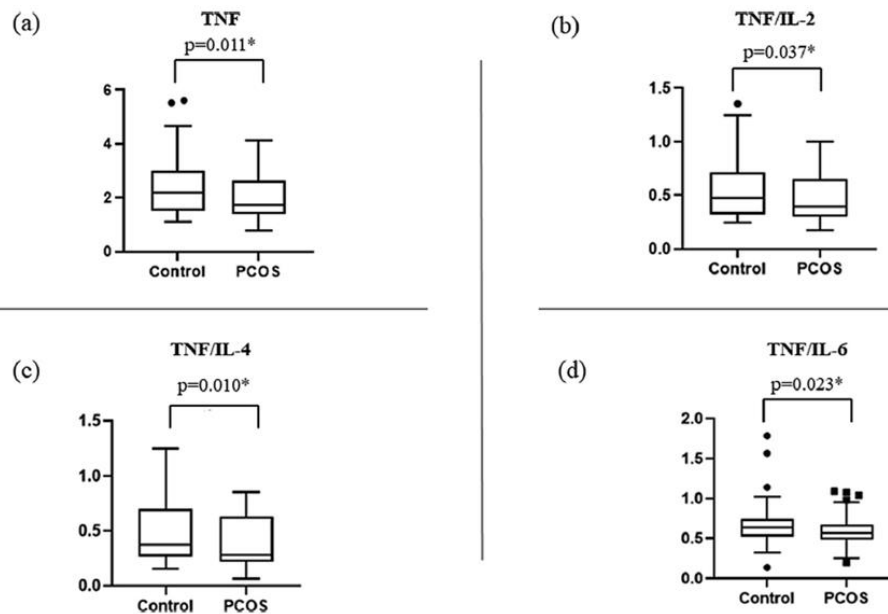 (a)
TNF
p=0.011*
6
4
2
0
Control PCOS
(b)
TNF/IL-2
p=0.037*
1.5
1.0
0.5
0.0
Control PCOS
(c)
TNF/IL-4
p=0.010*
1.5
1.0
0.5
0.0
Control PCOS
(d)
TNF/IL-6
p=0.023*
2.0
1.5
1.0
0.5
0.0
Control PCOS